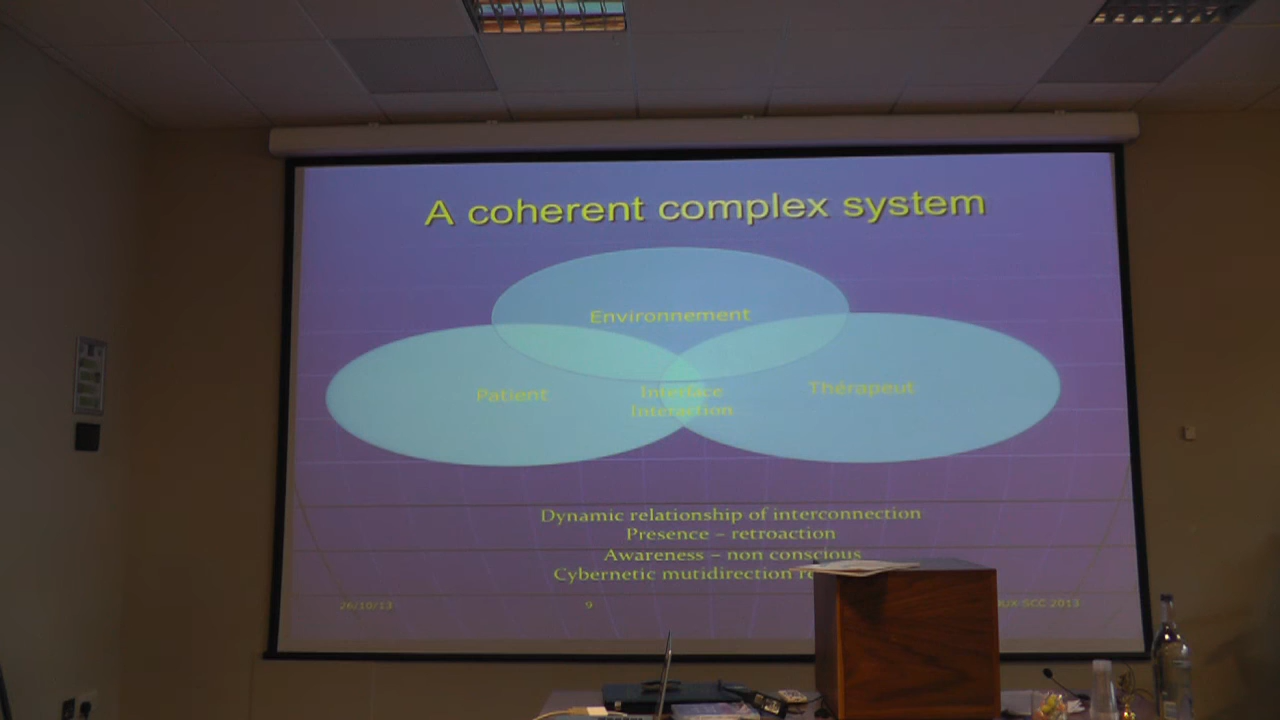 A coherent complex system
Environnement
Patient
Interface
Interaction
Thérapeut
Dynamic relationship of interconnection
Presence – retroaction
Awareness – non conscious
Cybernetic mutidirection
26/10/13
9
SCC 2013